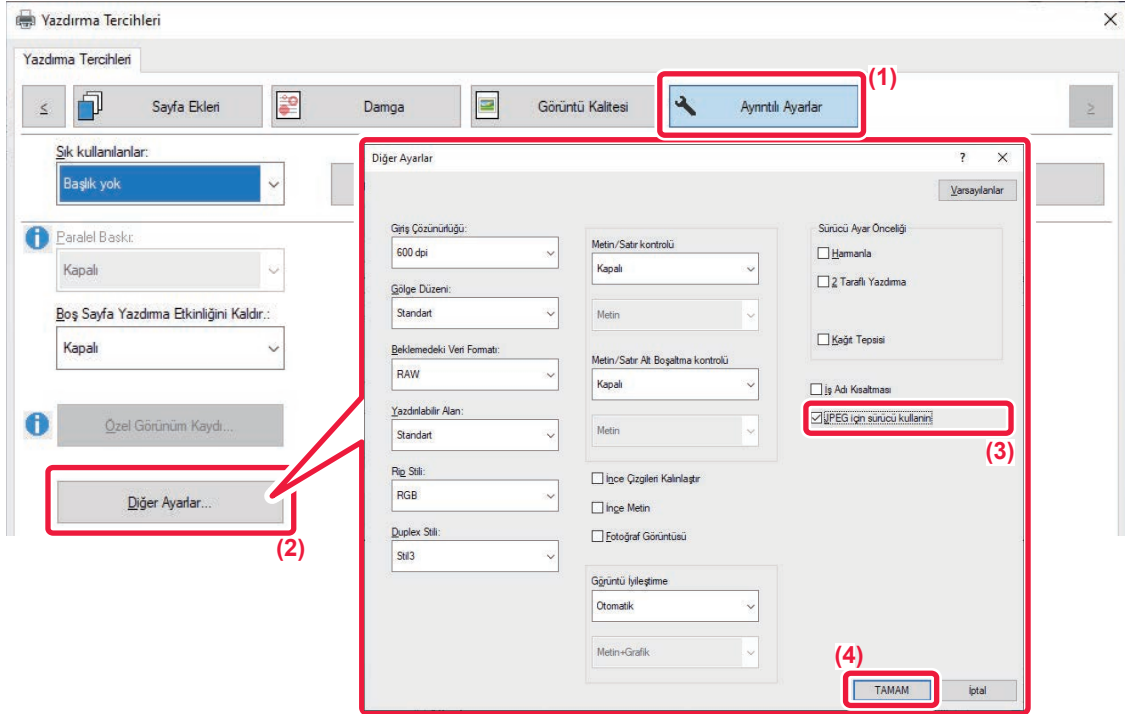 Yazdırma Tercihleri
Yazdırma Tercihleri
(1)
<
Sayfa Ekleri
Damga
Görüntü Kalitesi
Ayrıntılı Ayarlar
>
Sık kullanılanlar:
Başlık yok
Paralel Baskı:
Kapalı
Boş Sayfa Yazdırma Etkinliğini Kaldır.:
Kapalı
Özel Görünüm Kaydı...
Diğer Ayarlar...
(2)
Diğer Ayarlar
?
Varsayılanlar
Giriş Çözünürlüğü:
600 dpi
Gölge Düzeni:
Standart
Beklemedeki Veri Formatı:
RAW
Yazdırılabilir Alan:
Standart
Rip Stili:
RGB
Duplex Stili:
Stil3
Metin/Satır kontrolü
Kapalı
Metin
Metin/Satır Alt Boşaltma kontrolü
Kapalı
Metin
İnce Çizgileri Kalınlaştır
İnce Metin
Fotoğraf Görüntüsü
Görüntü İyileştirme
Otomatik
Metin+Grafik
Sürücü Ayar Önceliği
Harmanla
2 Taraflı Yazdırma
Kağıt Tepsisi
İş Adı Kısaltması
JPEG için sürücü kullanin
(3)
(4)
TAMAM
İptal